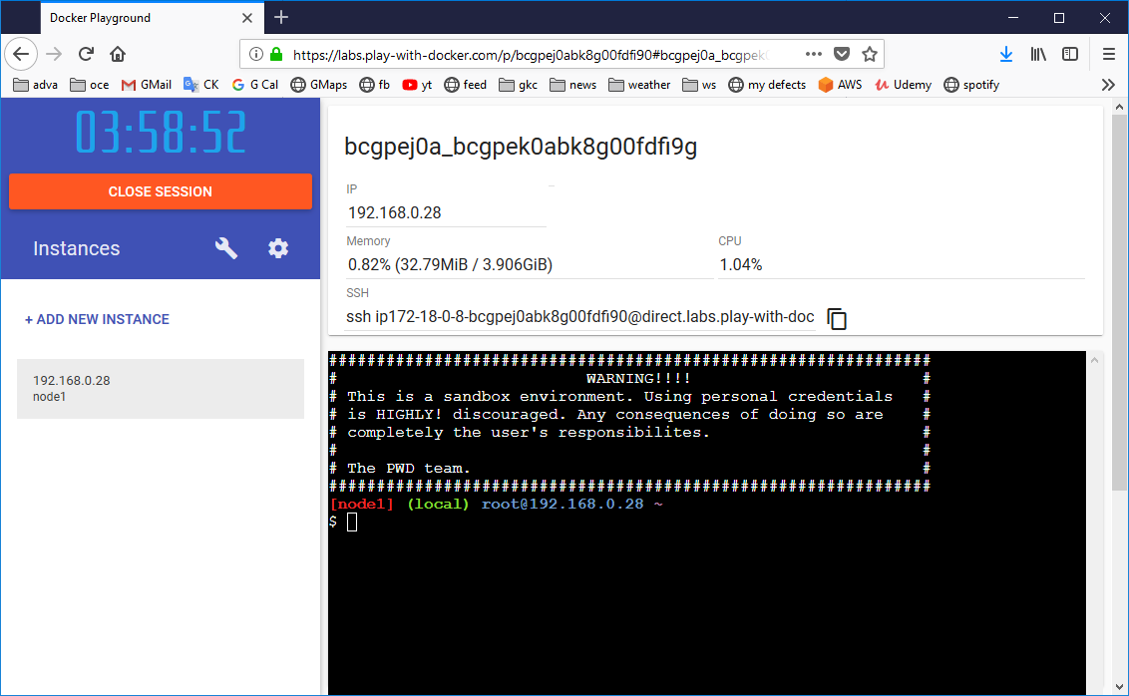 Docker Playground
https://labs.play-with-docker.com/p/bcgpej0abk8g00fdfi90#bcgpej0a_bcgpek
adva oce GMail CK G Cal GMaps fb yt feed gkc news weather ws my defects AWS Udemy spotify
03:58:52
CLOSE SESSION
Instances
+ ADD NEW INSTANCE
192.168.0.28
node1
bcgpej0a_bcgpek0abk8g00fdfi9g
IP
192.168.0.28
Memory
0.82% (32.79MiB / 3.906GiB)
CPU
1.04%
SSH
ssh ip172-18-0-8-bcgpej0abk8g00fdfi90@direct.labs.play-with-doc
###############################################################
# WARNING!!!! #
# This is a sandbox environment. Using personal credentials #
# is HIGHLY! discouraged. Any consequences of doing so are #
# completely the user's responsibilites. #
# #
# The PWD team. #
###############################################################
[node1] (local) root@192.168.0.28 ~
$